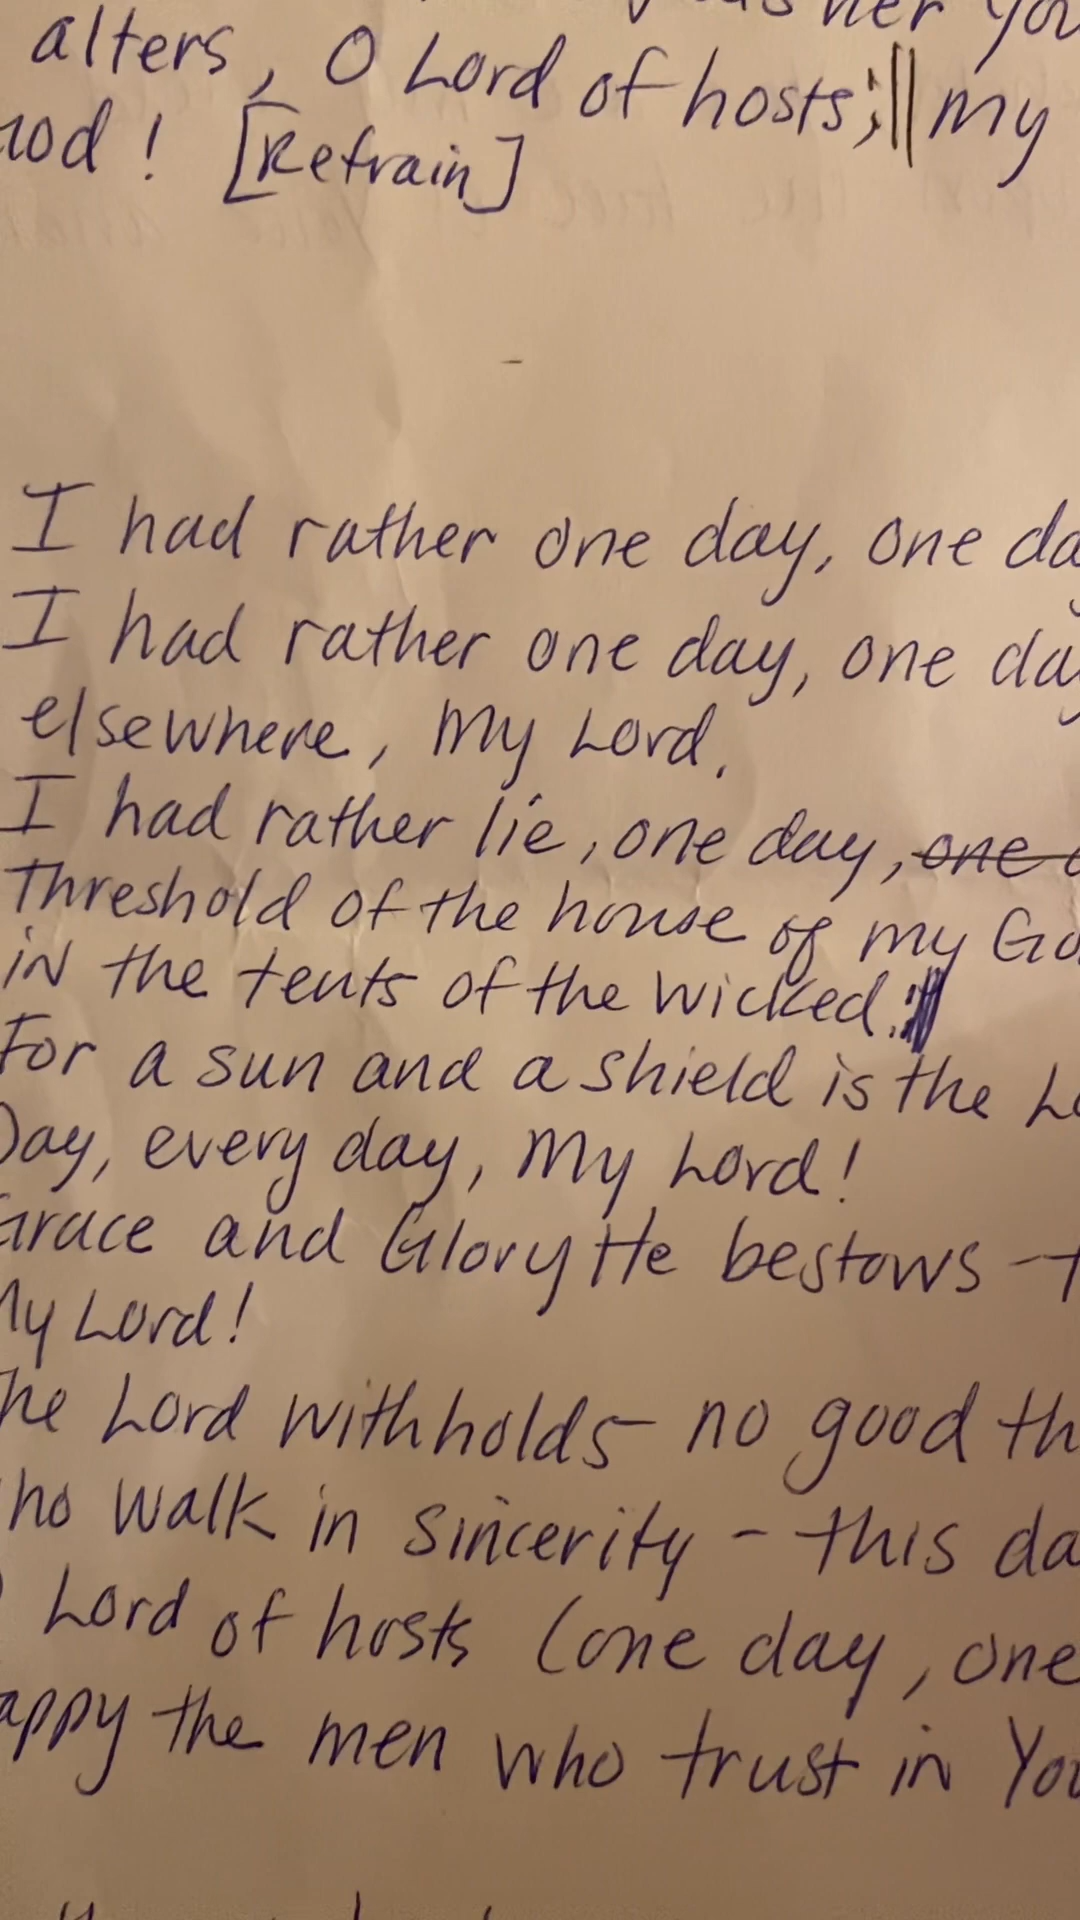 her you
alters, O Lord of hosts;|| my
! [Refrain]
I had rather one day, one
I had rather one day, one
elsewhere, My Lord.
I had rather lie, one day, one
Threshold of the house of my
in the tents of the wicked.
For a sun and a shield is the
Day, every day, My Lord!
Grace and Glory He bestows -
My Lord!
The Lord withholds no good
who walk in sincerity - this
Lord of hosts (one day, one
happy the men who trust in You